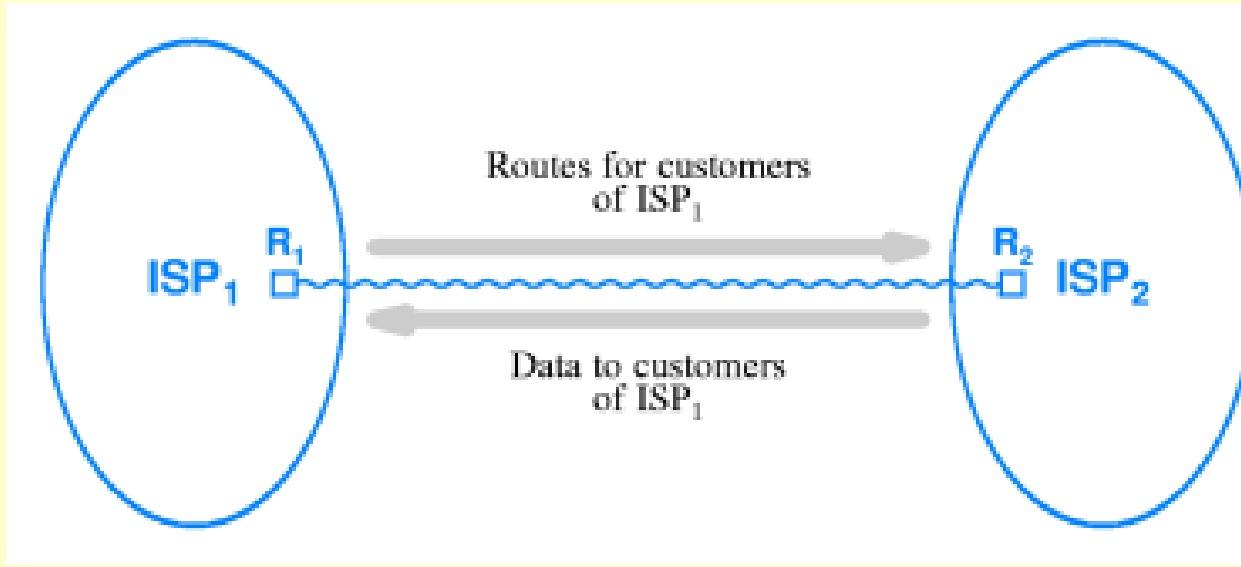 Routes for customers
of ISP₁
R₁
R₂
ISP₁
ISP₂
Data to customers
of ISP₁